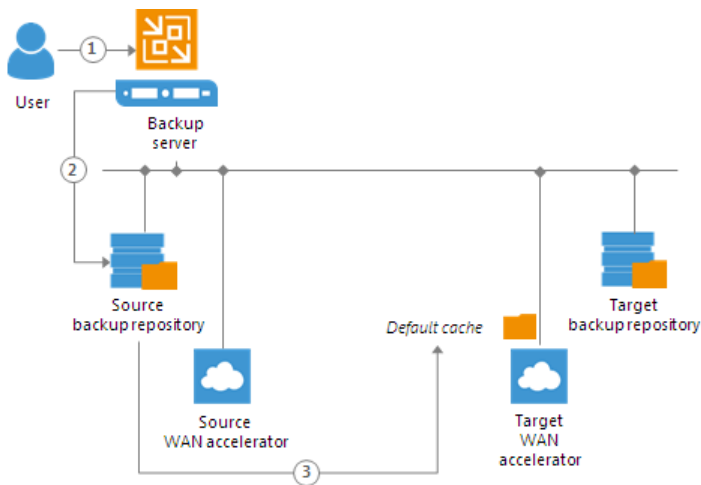 1
User
Backup
server
2
Source
backup repository
Target
backup repository
Default cache
Source
WAN accelerator
Target
WAN
accelerator
3